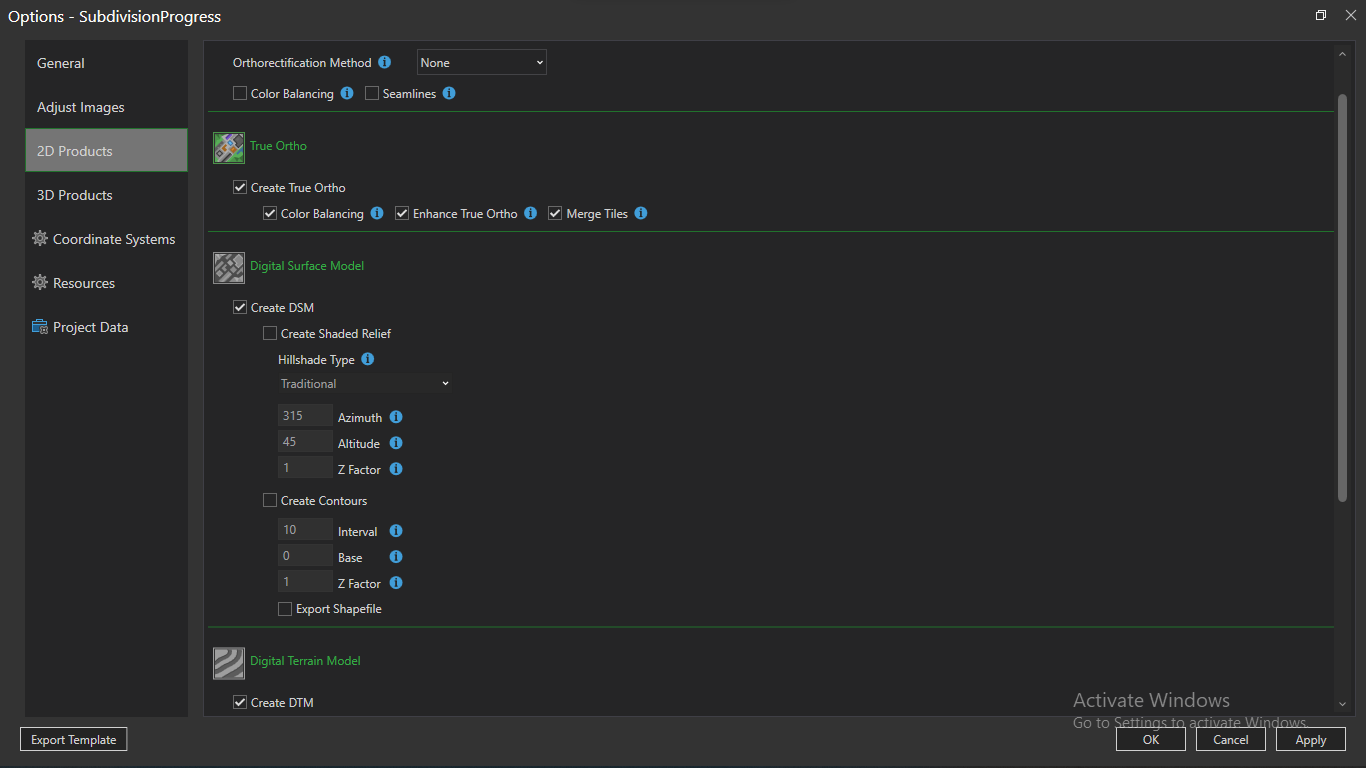 Options - SubdivisionProgress
General
Adjust Images
2D Products
3D Products
Coordinate Systems
Resources
Project Data
Orthorectification Method None
Color Balancing Seamlines
True Ortho
Create True Ortho
Color Balancing Enhance True Ortho Merge Tiles
Digital Surface Model
Create DSM
Create Shaded Relief
Hillshade Type
Traditional
315 Azimuth
45 Altitude
1 Z Factor
Create Contours
10 Interval
0 Base
1 Z Factor
Export Shapefile
Digital Terrain Model
Create DTM
Activate Windows
Go to Settings to activate Windows.
Export Template OK Cancel Apply